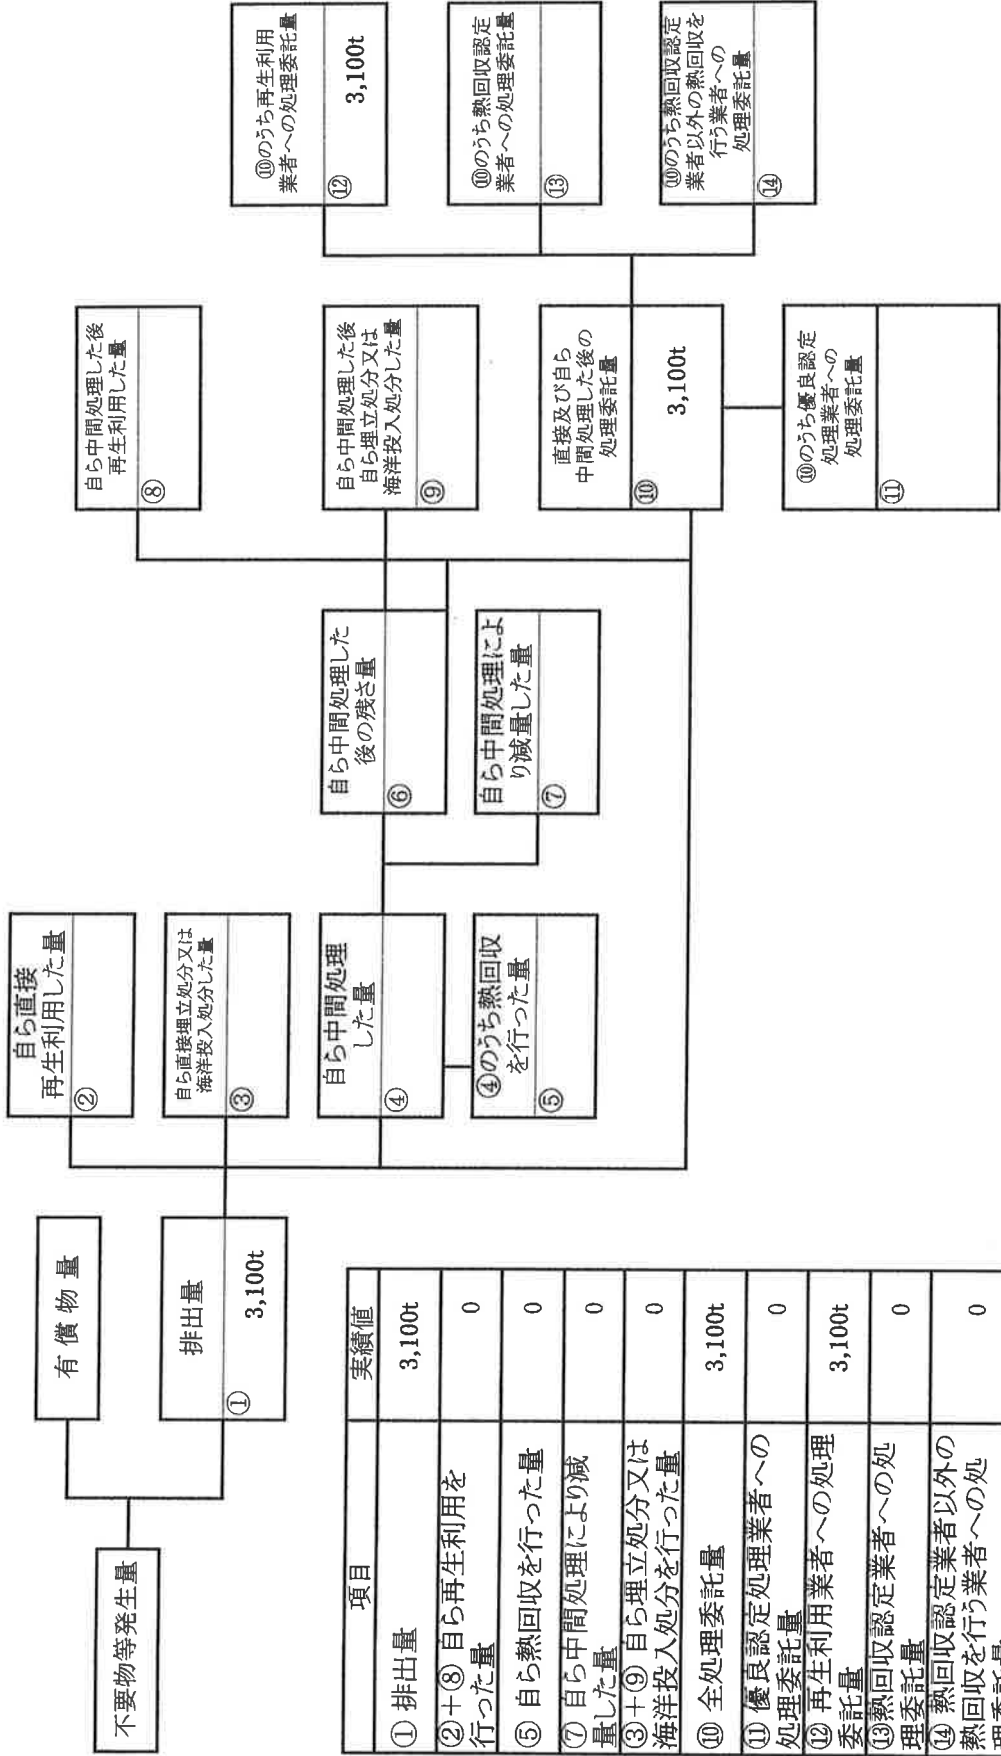 不要物等発生量
有償物量
排出量
①
3,100t
自ら直接
再生利用した量
②
自ら直接埋立処分又は
海洋投入処分した量
③
自ら中間処理
した量
④
④のうち熱回収
を行った量
⑤
自ら中間処理した
後の残さ量
⑥
自ら中間処理によ
り減量した量
⑦
自ら中間処理した後
再生利用した量
⑧
自ら中間処理した後
自ら埋立処分又は
海洋投入処分した量
⑨
直接及び自ら
中間処理した後の
処理委託量
⑩
3,100t
⑩のうち優良認定
処理業者への
処理委託量
⑪
⑩のうち再生利用
業者への処理委託量
⑫
3,100t
⑩のうち熱回収認定
業者への処理委託量
⑬
⑩のうち熱回収認定
業者以外の熱回収を
行う業者への
処理委託量
⑭
項目 実績値
① 排出量 3,100t
②+⑧ 自ら再生利用を
行った量 0
⑤ 自ら熱回収を行った量 0
⑦ 自ら中間処理により減
量した量 0
③+⑨ 自ら埋立処分又は
海洋投入処分を行った量 0
⑩ 全処理委託量 3,100t
⑪ 優良認定処理業者への
処理委託量 0
⑫ 再生利用業者への処理
委託量 3,100t
⑬熱回収認定業者への処
理委託量 0
⑭ 熱回収認定業者以外の
熱回収を行う業者への処
理委託量 0